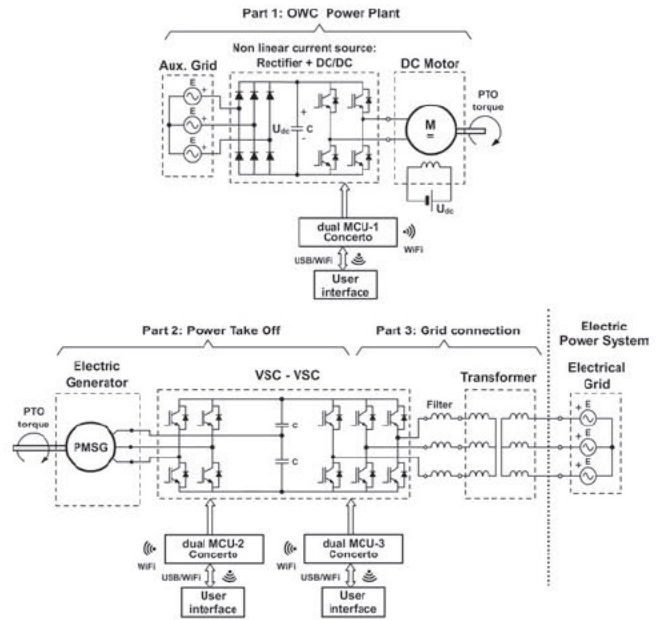 Part 1: OWC Power Plant
Non linear current source:
Rectifier + DC/DC
Aux. Grid
DC Motor
E
+
E
+
E
+
Udc
+
-
C
M
=
PTO
torque
Udc
dual MCU-1
Concerto
WiFi
USB/WiFi
User
interface
Part 2: Power Take Off
Part 3: Grid connection
Electric
Power System
Electric
Generator
VSC - VSC
Transformer
Electrical
Grid
Filter
PTO
torque
PMSG
C
C
+ E
+ E
+ E
dual MCU-2
Concerto
WiFi
USB/WiFi
User
interface
dual MCU-3
Concerto
WiFi
USB/WiFi
User
interface